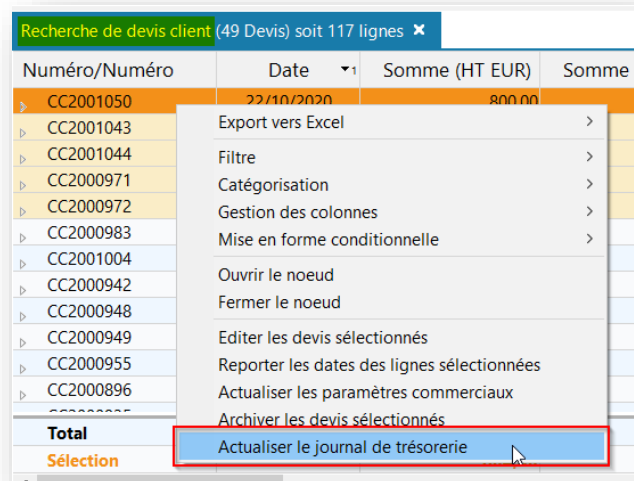 Recherche de devis client (49 Devis) soit 117 lignes ×
Numéro/Numéro Date 1 Somme (HT EUR) Somme
CC2001050 22/10/2020 800,00
CC2001043
CC2001044
CC2000971
CC2000972
CC2000983
CC2001004
CC2000942
CC2000948
CC2000949
CC2000955
CC2000896
Total
Sélection
Export vers Excel
Filtre
Catégorisation
Gestion des colonnes
Mise en forme conditionnelle
Ouvrir le noeud
Fermer le noeud
Editer les devis sélectionnés
Reporter les dates des lignes sélectionnées
Actualiser les paramètres commerciaux
Archiver les devis sélectionnés
Actualiser le journal de trésorerie